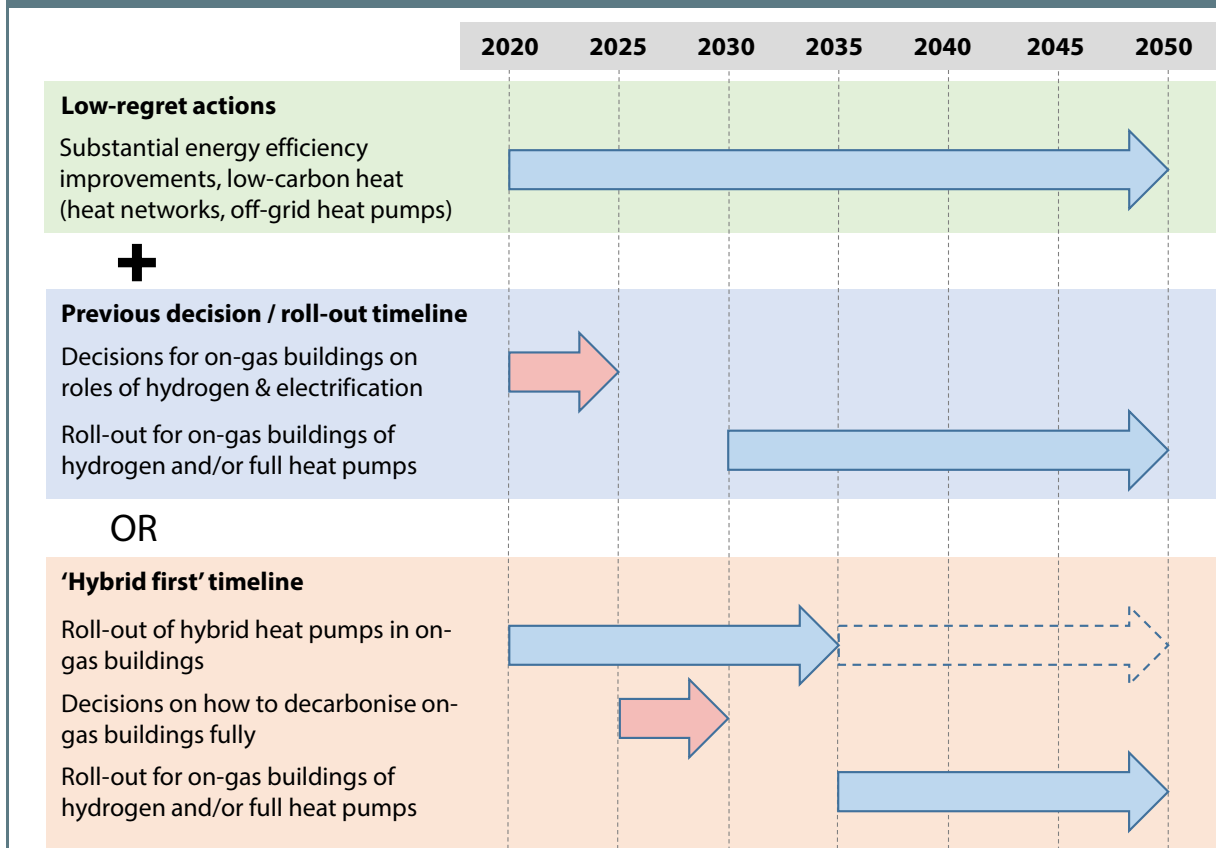 2020 2025 2030 2035 2040 2045 2050
Low-regret actions
Substantial energy efficiency
improvements, low-carbon heat
(heat networks, off-grid heat pumps)
+
Previous decision / roll-out timeline
Decisions for on-gas buildings on
roles of hydrogen & electrification
Roll-out for on-gas buildings of
hydrogen and/or full heat pumps
OR
‘Hybrid first’ timeline
Roll-out of hybrid heat pumps in on-
gas buildings
Decisions on how to decarbonise on-
gas buildings fully
Roll-out for on-gas buildings of
hydrogen and/or full heat pumps